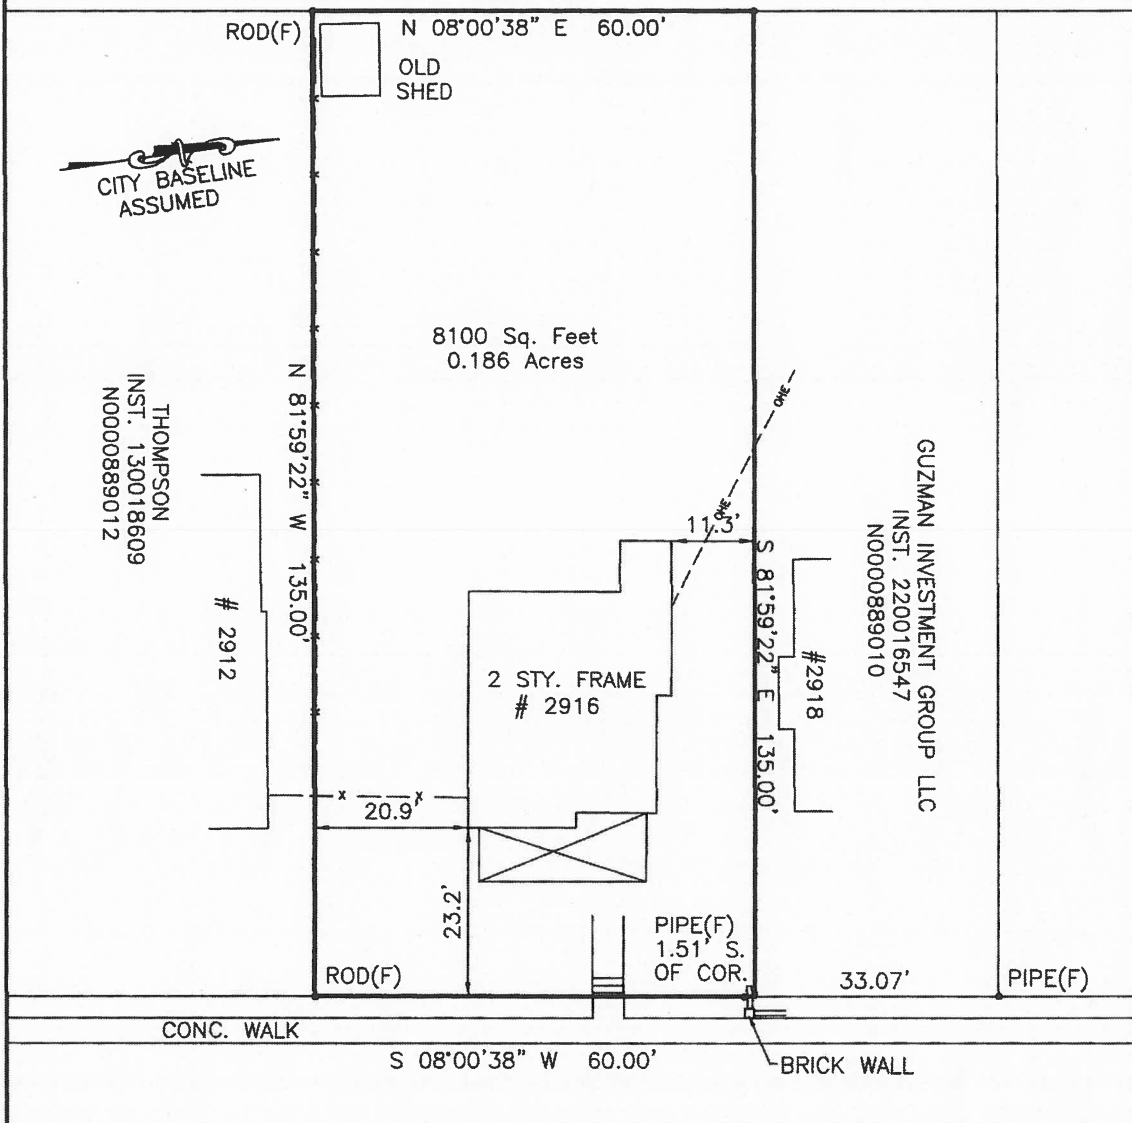 ROD(F)
N 08°00'38" E 60.00'
OLD
SHED
CITY BASELINE
ASSUMED
8100 Sq. Feet
0.186 Acres
N 81°59'22" W 135.00'
THOMPSON
INST. 130018609
N0000889012
# 2912
OHE
OHE
11.3'
S 81°59'22" E 135.00'
GUZMAN INVESTMENT GROUP LLC
INST. 220016547
N0000889010
#2918
2 STY. FRAME
# 2916
x x
20.9'
23.2'
PIPE(F)
1.51' S.
OF COR.
ROD(F)
33.07'
PIPE(F)
CONC. WALK
S 08°00'38" W 60.00'
BRICK WALL